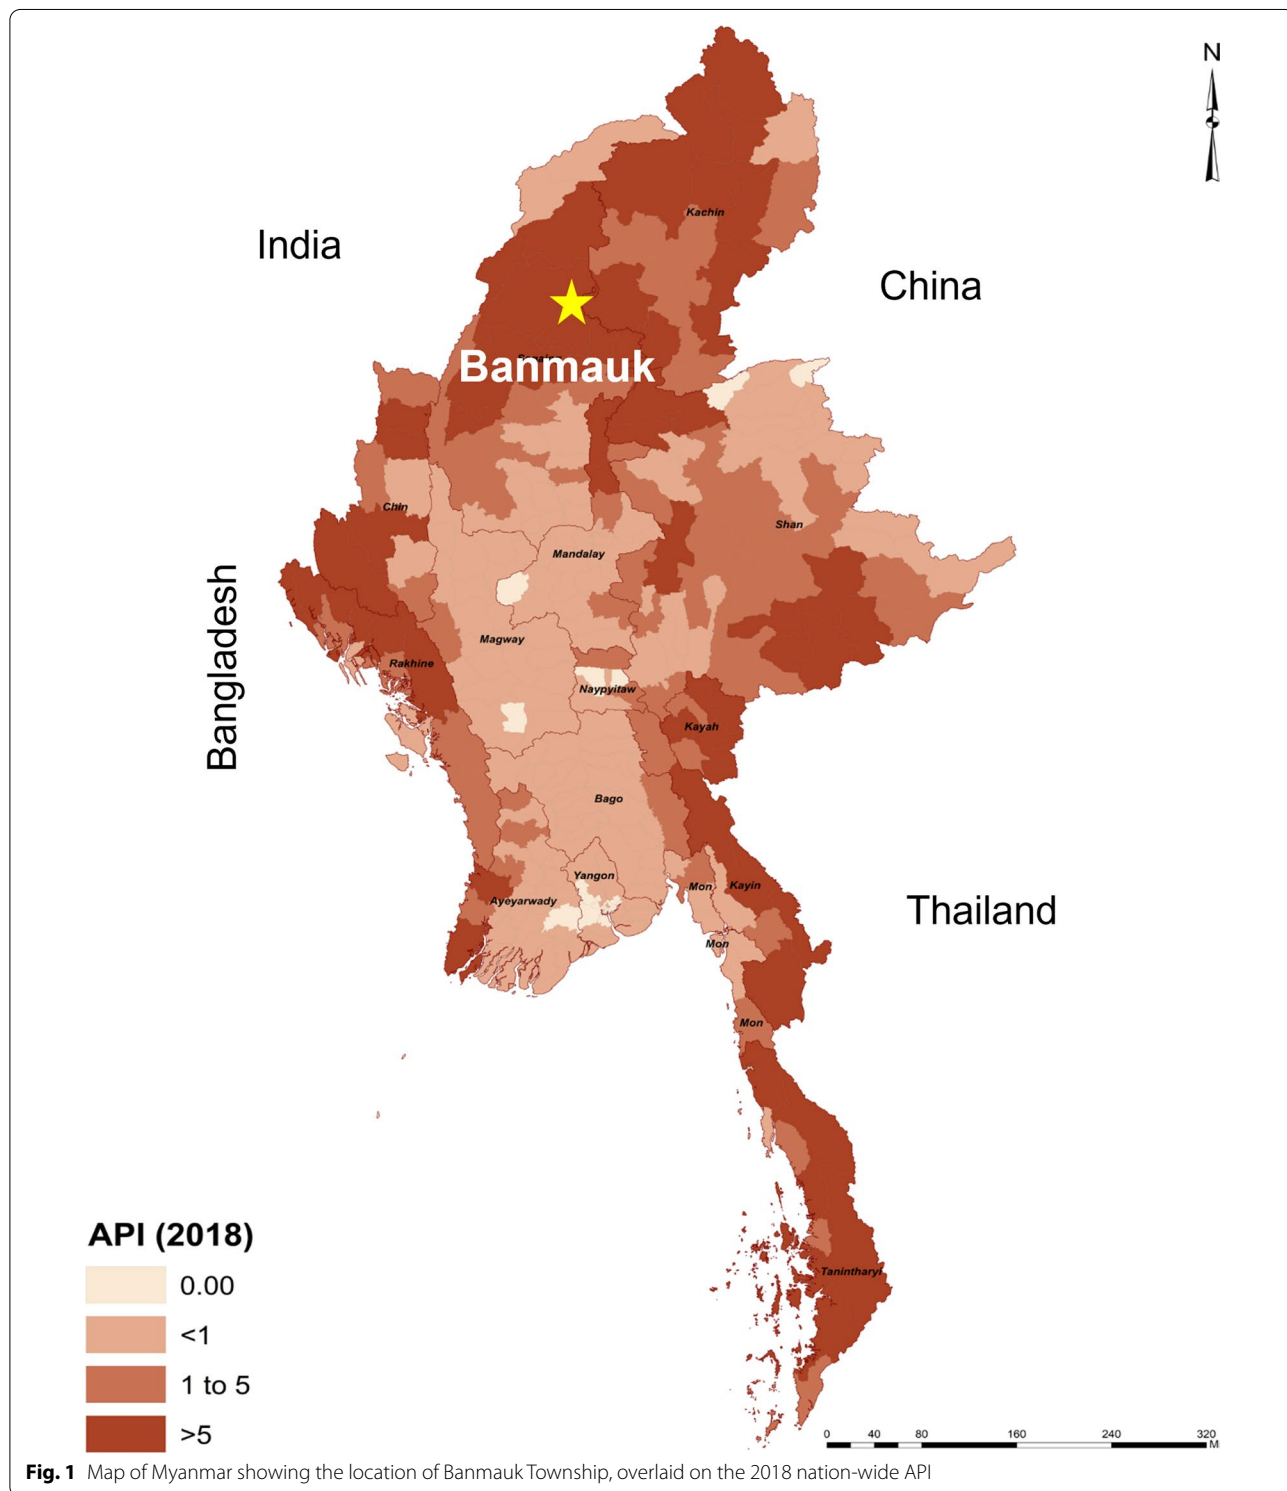 N
India
China
Kachin
Banmauk
Chin
Shan
Mandalay
Bangladesh
Magway
Rakhine
Naypyitaw
Kayah
Bago
Yangon
Mon
Kayin
Ayeyarwady
Thailand
Mon
Mon
Tanintharyi
API (2018)
0.00
<1
1 to 5
>5
0 40 80 160 240 320
M
Fig. 1 Map of Myanmar showing the location of Banmauk Township, overlaid on the 2018 nation-wide API